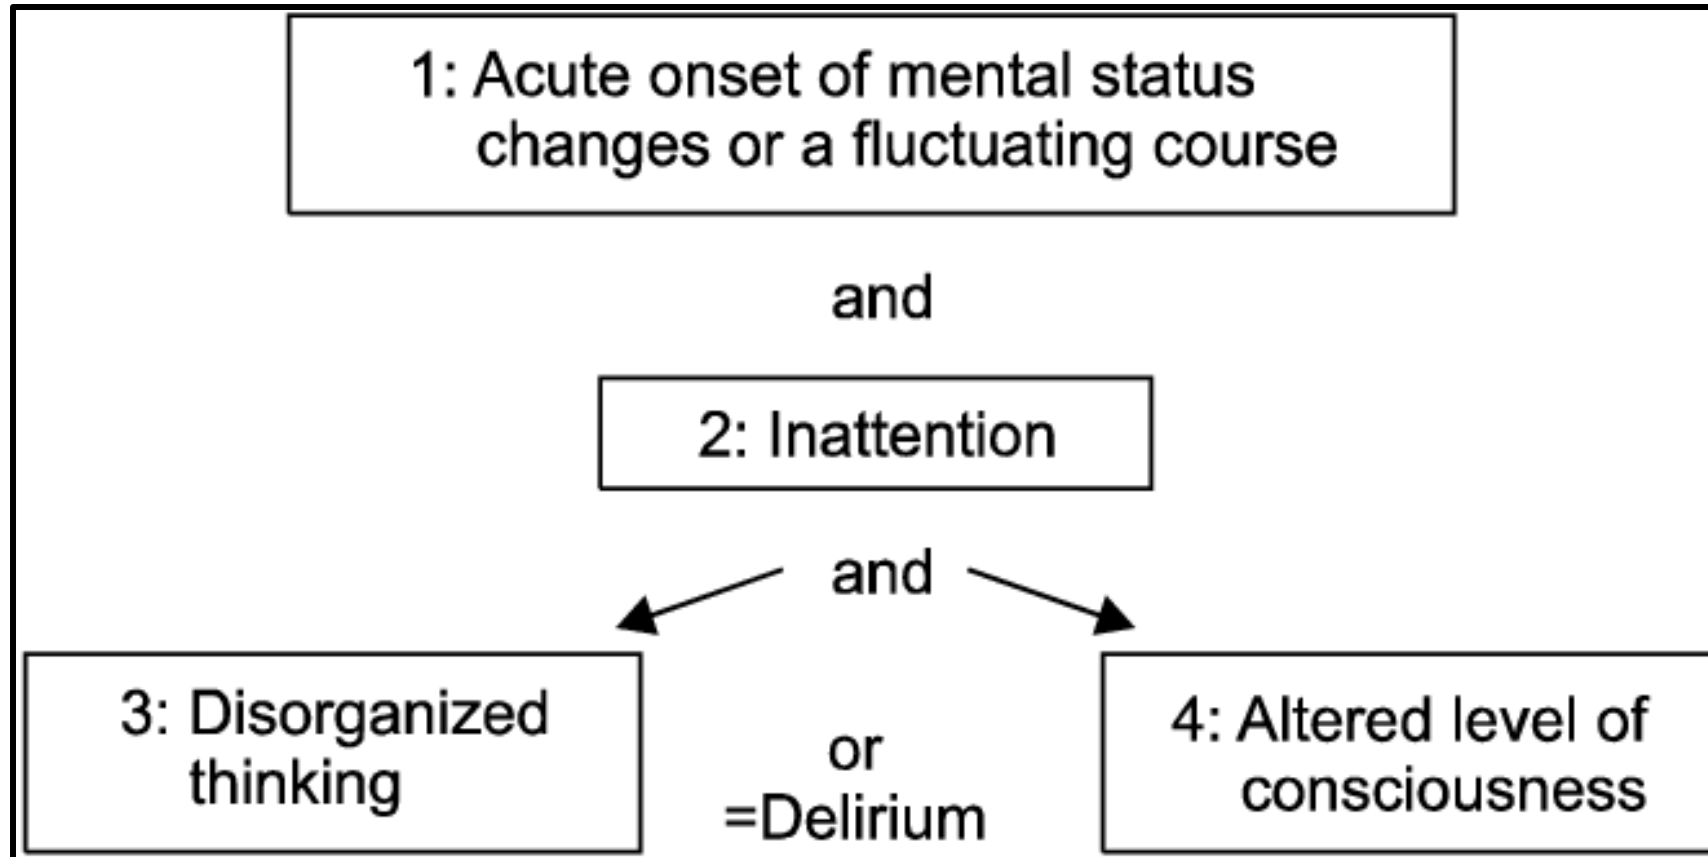 1: Acute onset of mental status
changes or a fluctuating course
and
2: Inattention
and
3: Disorganized
thinking
or
=Delirium
4: Altered level of
consciousness